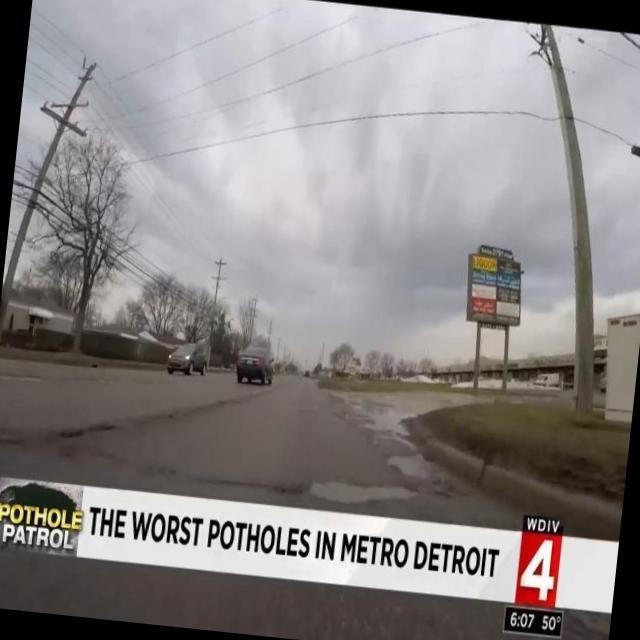 POTHOLE
PATROL
THE WORST POTHOLES IN METRO DETROIT
WDIV
4
6:07 50°